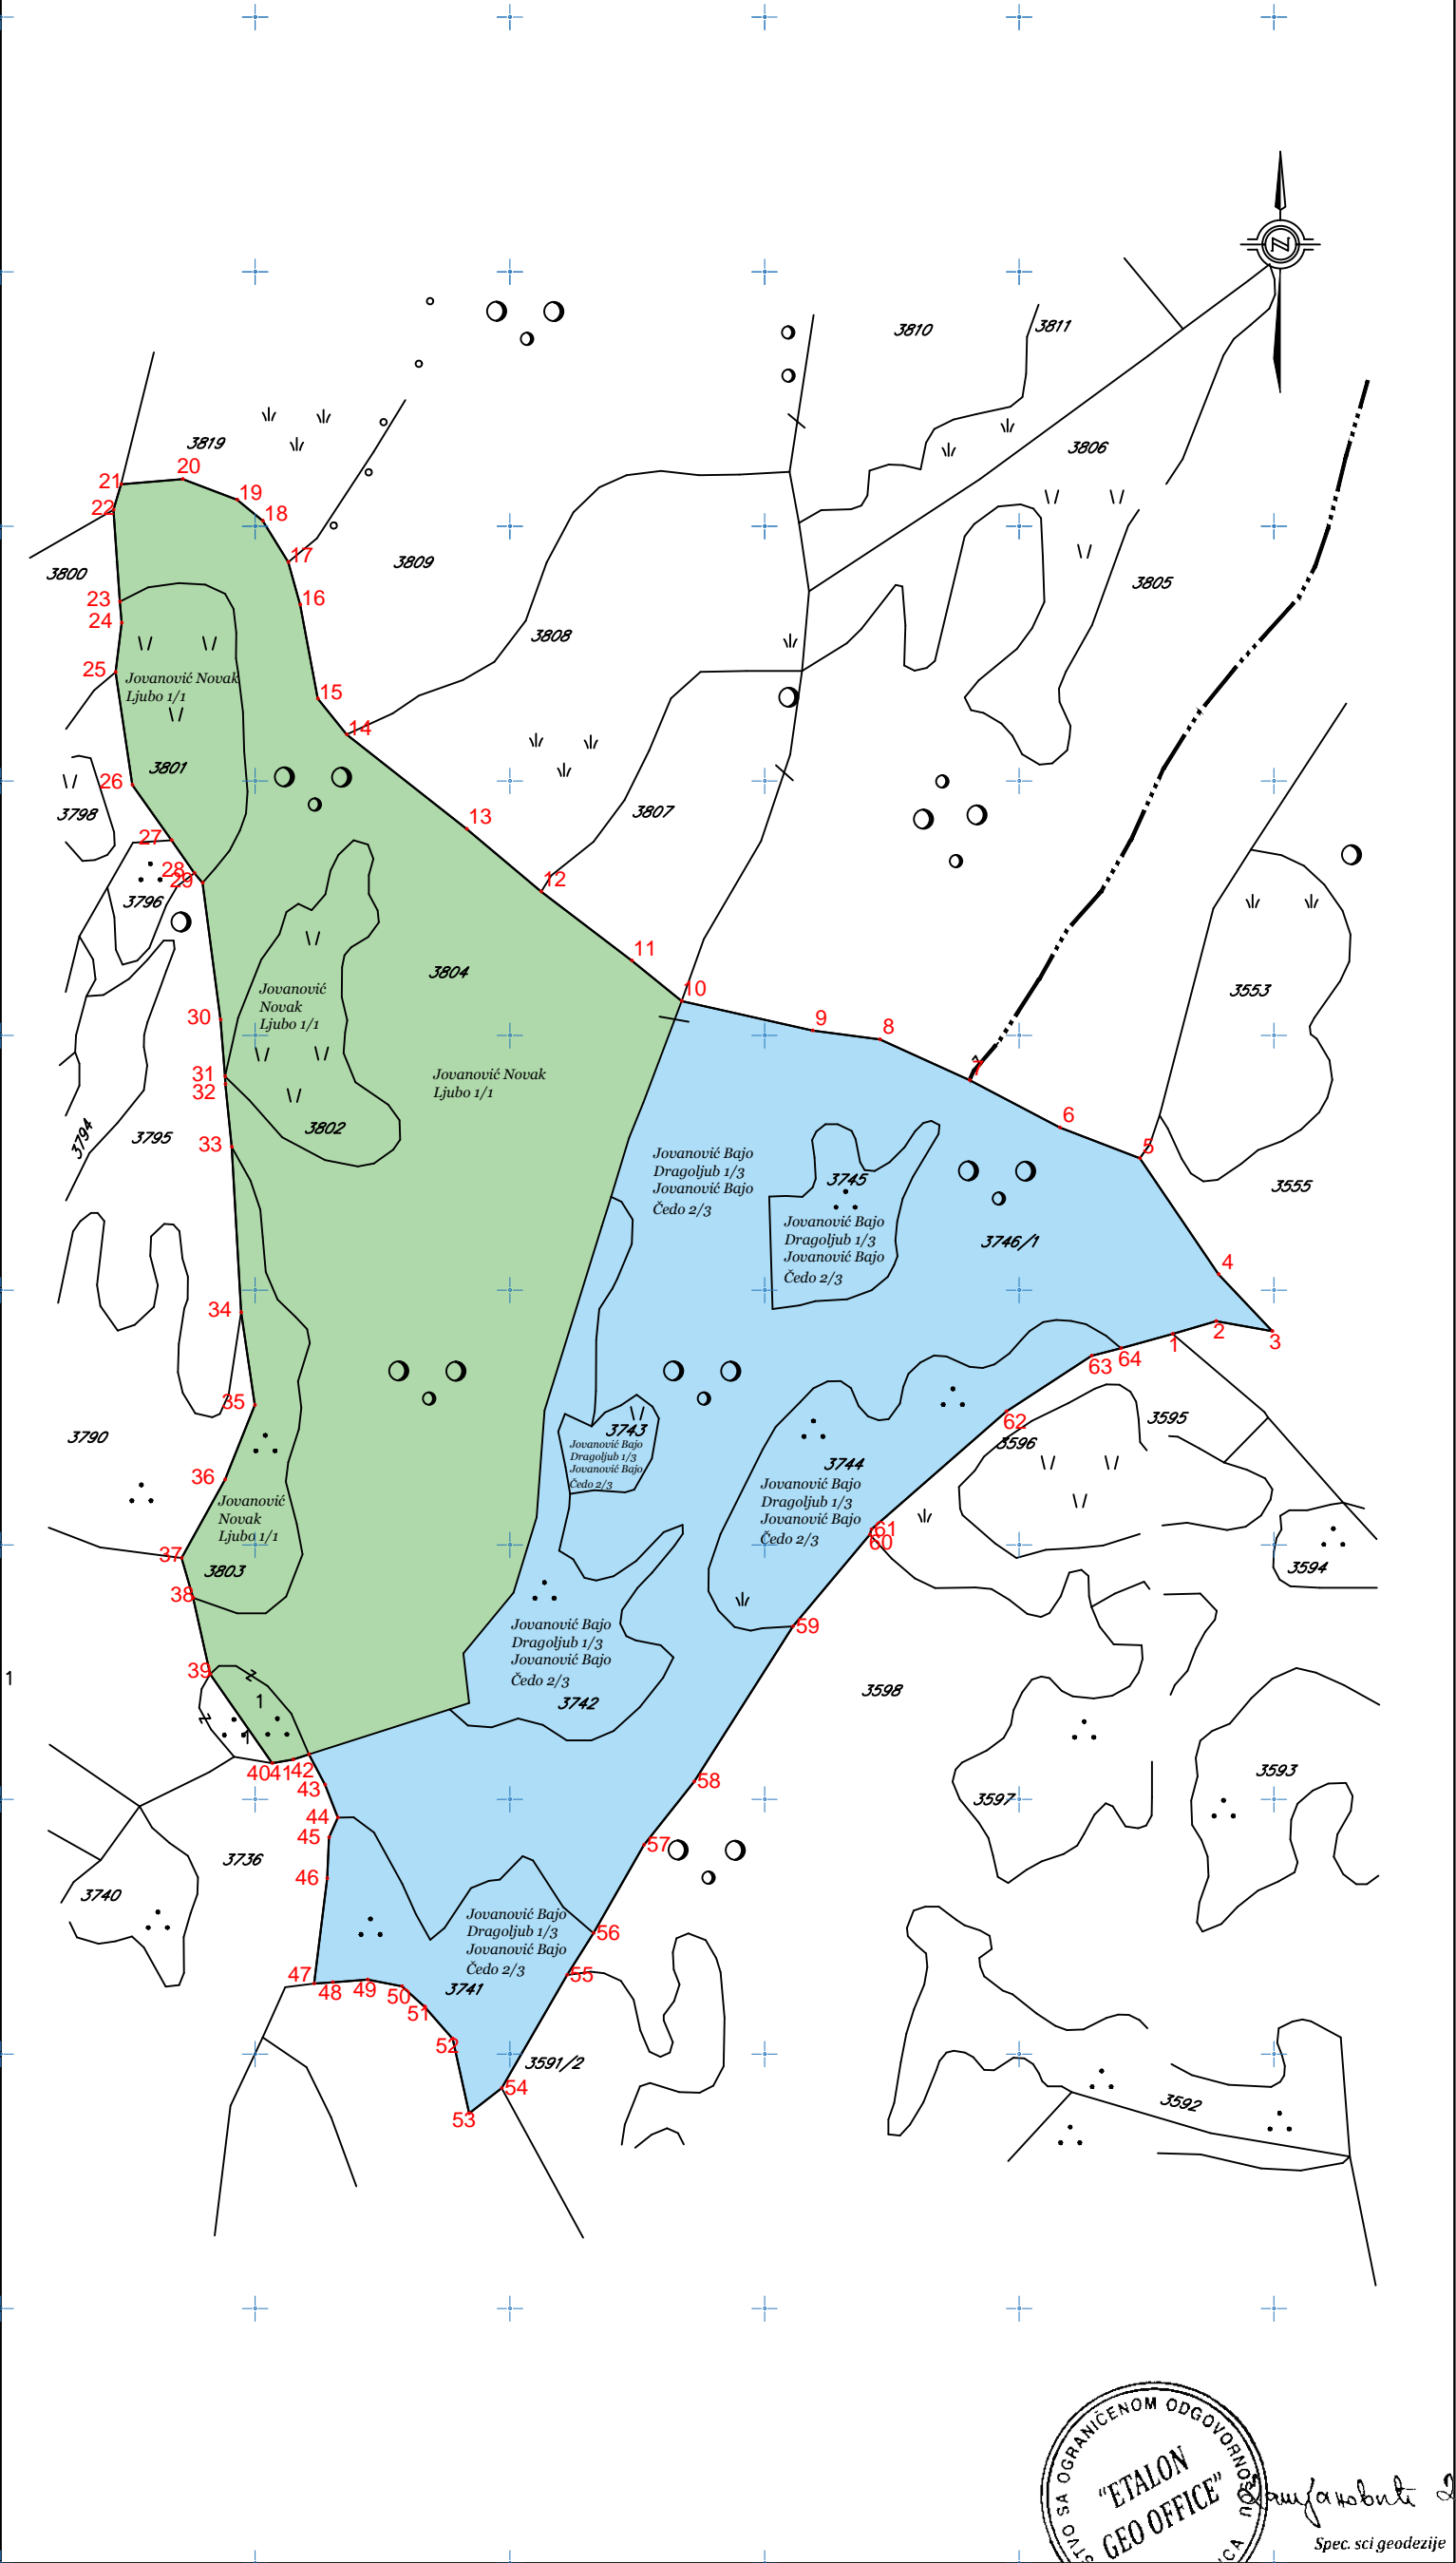 3810
3811
3819
20
21
19
22
18
3806
17
3809
3800
3805
23
16
24
3808
25
Jovanović Novak
Ljubo 1/1
15
14
3801
26
3798
13
3807
27
28
29
12
3796
11
3804
10
Jovanović
Novak
Ljubo 1/1
3553
30
9
8
7
31
32
Jovanović Novak
Ljubo 1/1
6
3802
3794
3795
33
5
Jovanović Bajo
Dragoljub 1/3
Jovanović Bajo
Čedo 2/3
3745
3555
Jovanović Bajo
Dragoljub 1/3
Jovanović Bajo
Čedo 2/3
3746/1
4
34
2
1
3
64
63
35
62
3595
3596
3790
3743
Jovanović Bajo
Dragoljub 1/3
Jovanović Bajo
Čedo 2/3
3744
36
Jovanović Bajo
Dragoljub 1/3
Jovanović Bajo
Čedo 2/3
Jovanović
Novak
Ljubo 1/1
61
60
37
3803
3594
38
59
Jovanović Bajo
Dragoljub 1/3
Jovanović Bajo
Čedo 2/3
39
1
3742
3598
1
1
40
41
42
43
58
3593
3597
44
45
57
3736
46
3740
Jovanović Bajo
Dragoljub 1/3
Jovanović Bajo
Čedo 2/3
56
55
47
48
49
50
3741
51
52
3591/2
54
53
3592
STVO SA OGRANIČENOM ODGOVORNOŠĆU
"ETALON
GEO OFFICE"
ICA
Spec. sci geodezije